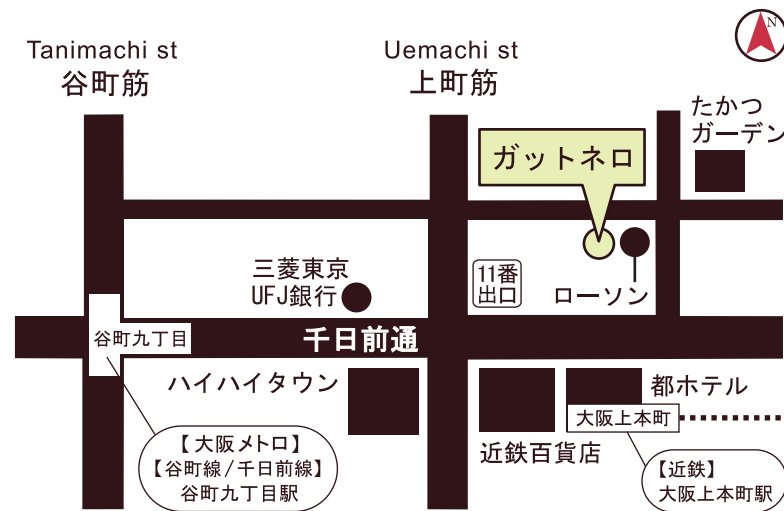 Tanimachi st
谷町筋
Uemachi st
上町筋
N
たかつ
ガーデン
ガットネロ
三菱東京
UFJ銀行
11番
出口
ローソン
谷町九丁目
千日前通
ハイハイタウン
都ホテル
大阪上本町
近鉄百貨店
【大阪メトロ】
【谷町線/千日前線】
谷町九丁目駅
【近鉄】
大阪上本町駅